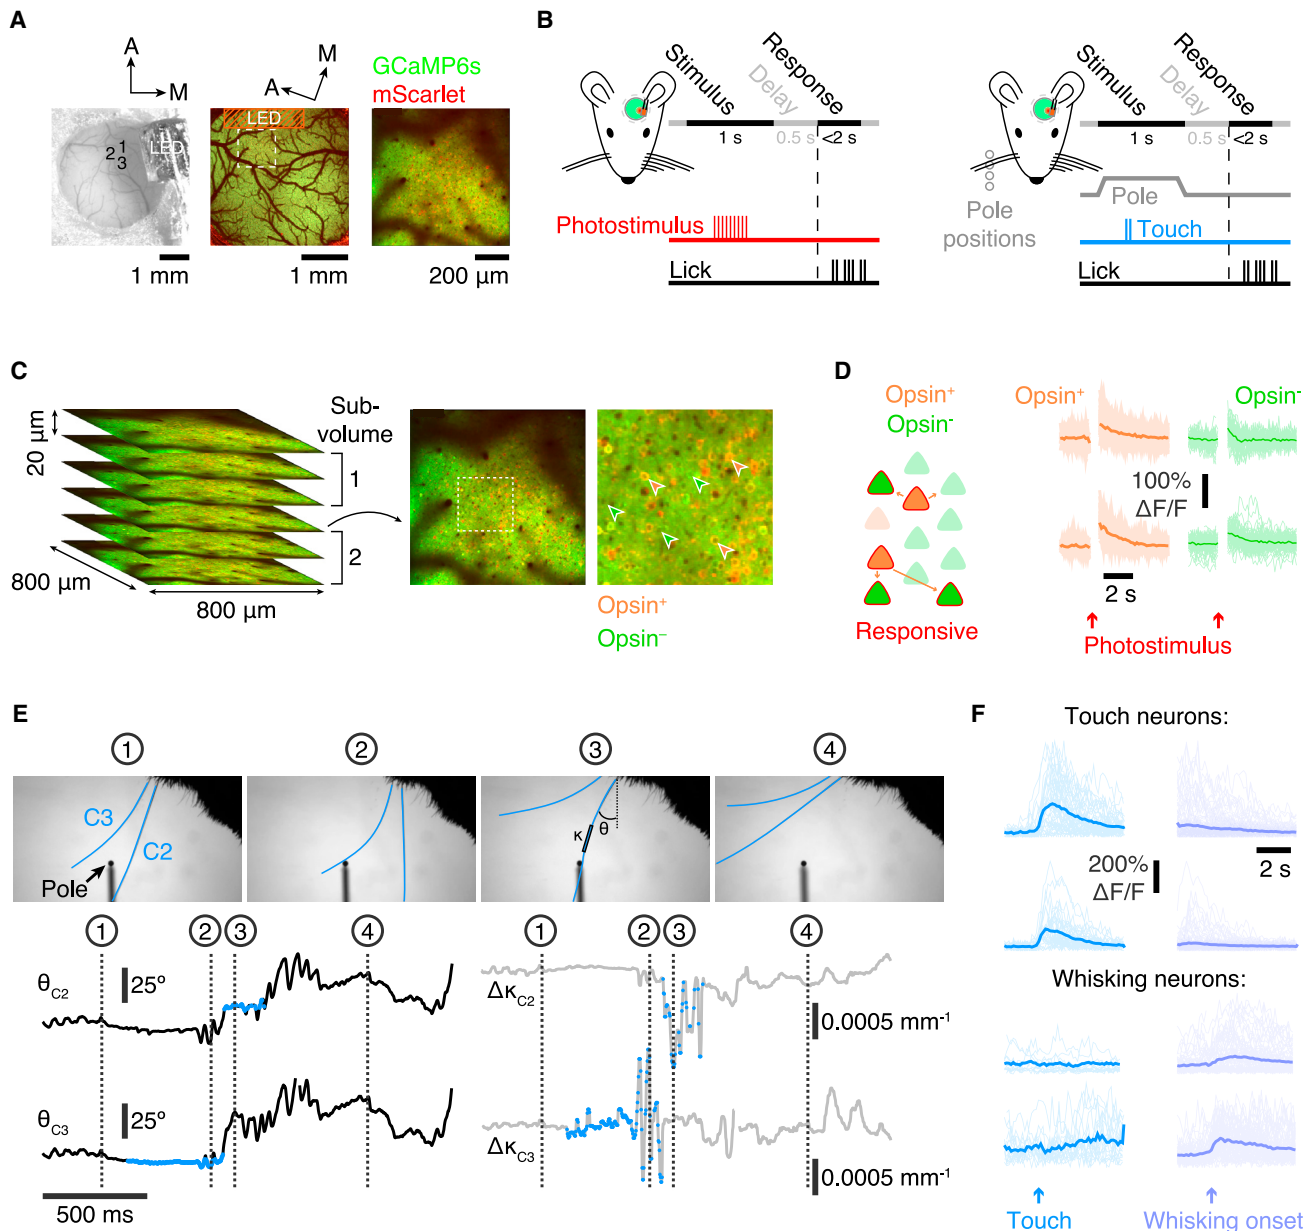 A
A
M
A
M
GCaMP6s
mScarlet
LED
1
2
3
LED
1 mm
1 mm
200 µm
B
Stimulus
Delay
Response
1 s
0.5 s
<2 s
Photostimulus
Lick
Stimulus
Delay
Response
1 s
0.5 s
<2 s
Pole
Pole
positions
Touch
Lick
C
20 µm
Sub-
volume
1
2
800 µm
800 µm
Opsin⁺
Opsin⁻
D
Opsin⁺
Opsin⁻
Responsive
Opsin⁺
Opsin⁻
100%
ΔF/F
2 s
Photostimulus
E
1
2
3
4
C3
C2
Pole
κ
θ
1
2
3
4
θC2
25º
θC3
25º
500 ms
1
2
3
4
ΔκC2
0.0005 mm⁻¹
ΔκC3
0.0005 mm⁻¹
F
Touch neurons:
200%
ΔF/F
2 s
Whisking neurons:
Touch
Whisking onset